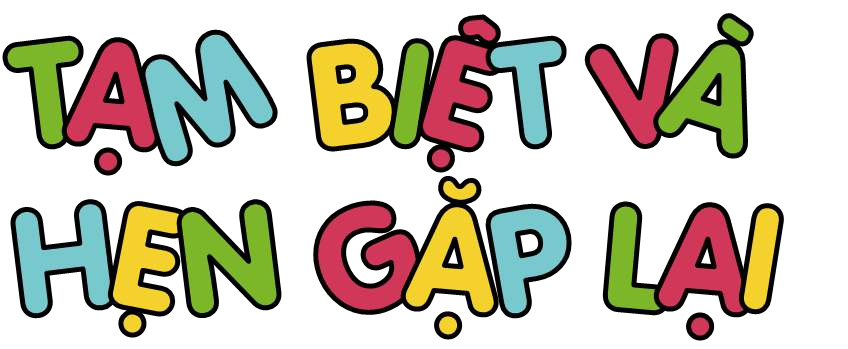 TẠM BIỆT VÀ
HẸN GẶP LẠI